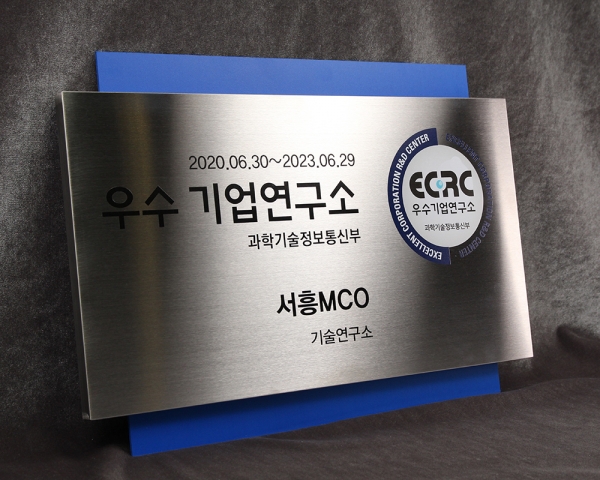 2020.06.30~2023.06.29
우수 기업연구소
과학기술정보통신부
서흥MCO
기술연구소
EXCELLENT CORPORATION R&D CENTER
ECRC
우수기업연구소
과학기술정보통신부
R&D CENTER